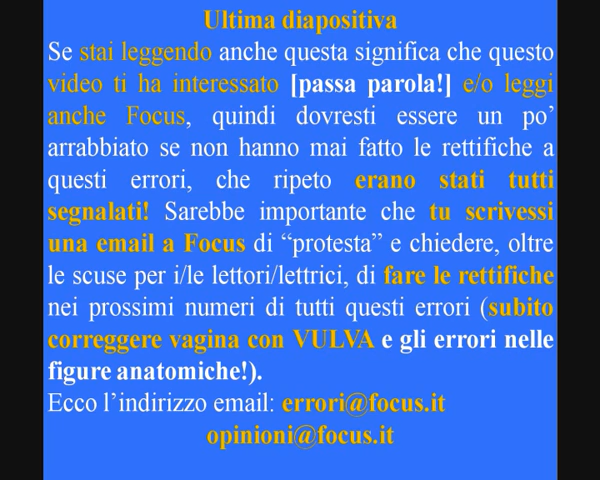 Ultima diapositiva
Se stai leggendo anche questa significa che questo
video ti ha interessato [passa parola!] e/o leggi
anche Focus, quindi dovresti essere un po’
arrabbiato se non hanno mai fatto le rettifiche a
questi errori, che ripeto erano stati tutti
segnalati! Sarebbe importante che tu scrivessi
una email a Focus di “protesta” e chiedere, oltre
le scuse per i/le lettori/lettrici, di fare le rettifiche
nei prossimi numeri di tutti questi errori (subito
correggere vagina con VULVA e gli errori nelle
figure anatomiche!).
Ecco l’indirizzo email: errori@focus.it
opinioni@focus.it